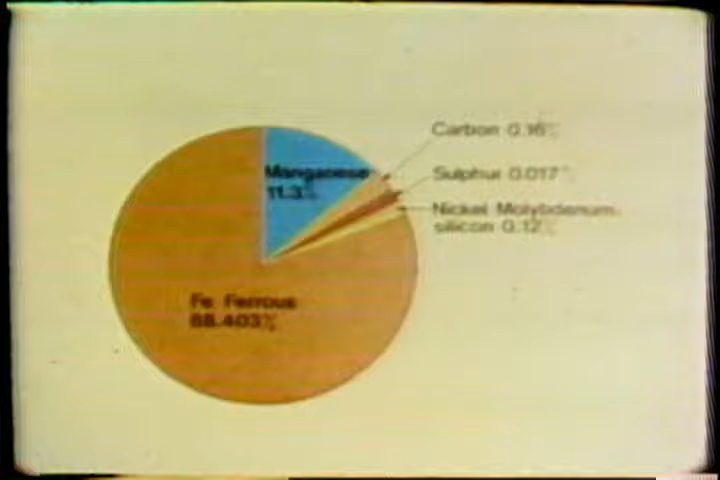 Carbon 0.16%
Manganese
11.3%
Sulphur 0.017%
Nickel Molybdenum
silicon 0.12%
Fe Ferrous
88.403%